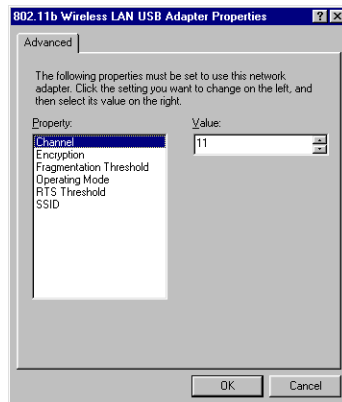 802.11b Wireless LAN USB Adapter Properties
Advanced
The following properties must be set to use this network
adapter. Click the setting you want to change on the left, and
then select its value on the right.
Property:
Value:
Channel
11
Encryption
Fragmentation Threshold
Operating Mode
RTS Threshold
SSID
OK
Cancel